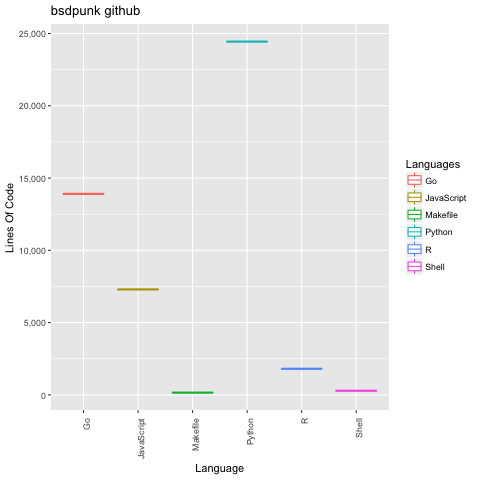 bsdpunk github
25,000
20,000
15,000
10,000
5,000
0
Lines Of Code
Go
JavaScript
Makefile
Python
R
Shell
Language
Languages
Go
JavaScript
Makefile
Python
R
Shell